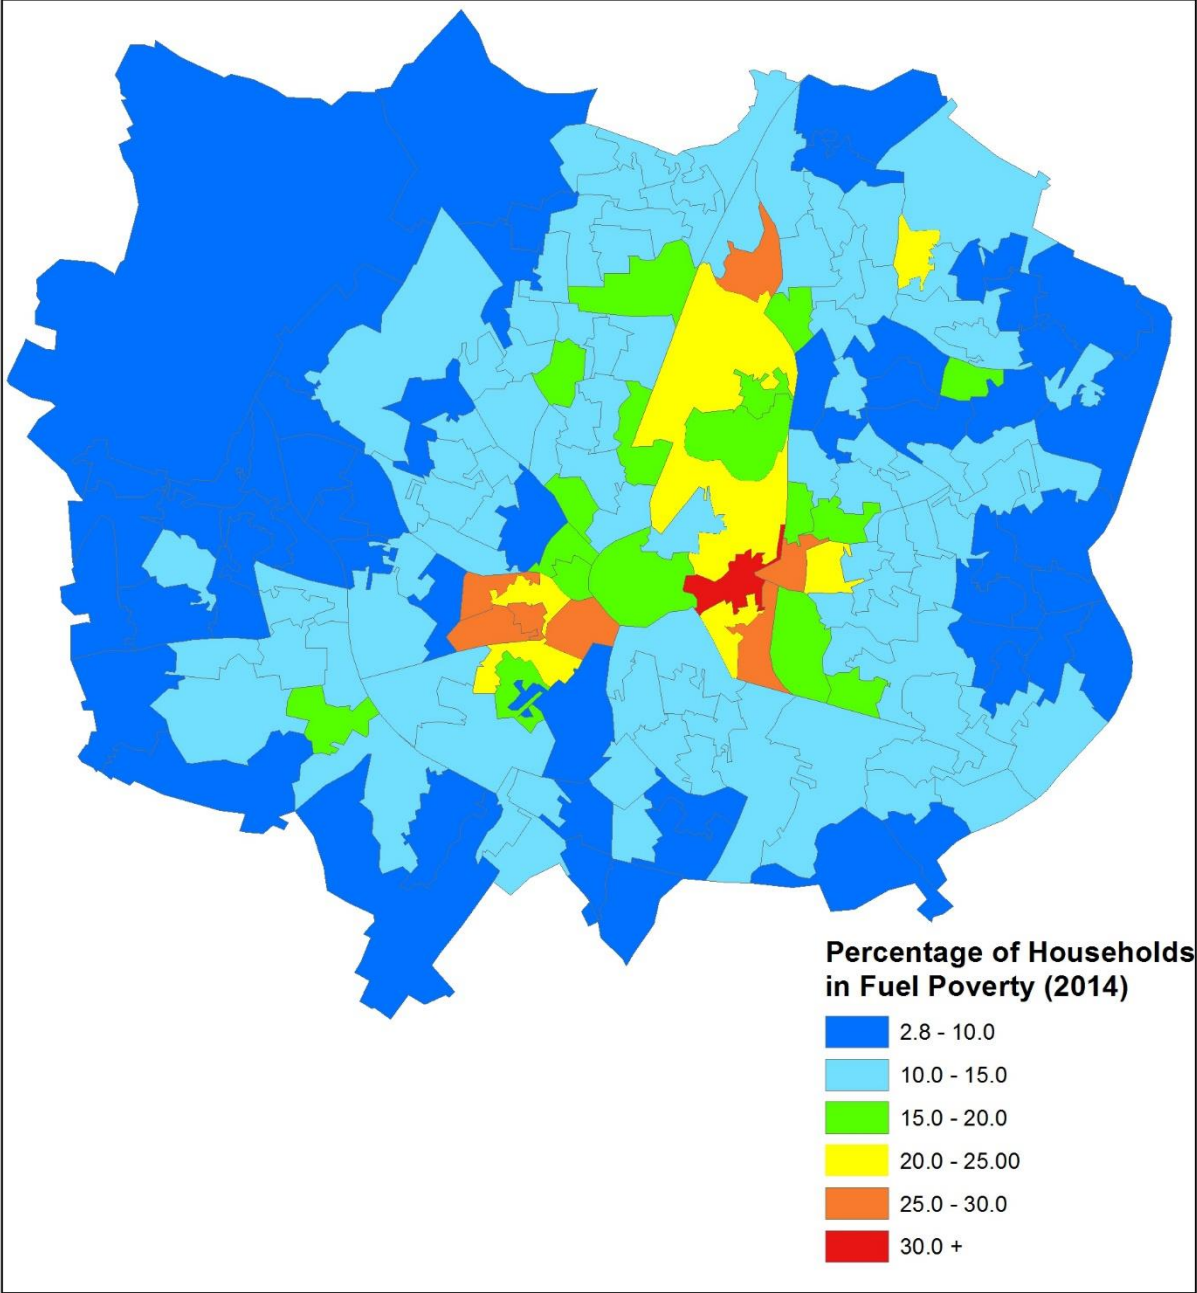 Percentage of Households
in Fuel Poverty (2014)
2.8 - 10.0
10.0 - 15.0
15.0 - 20.0
20.0 - 25.00
25.0 - 30.0
30.0 +